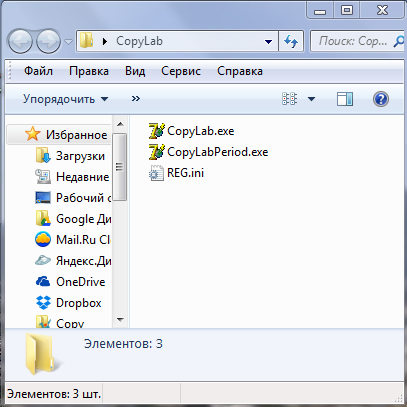 CopyLab
Поиск: Cop...
Файл Правка Вид Сервис Справка
Упорядочить
Избранное
Загрузки
Недавние
Рабочий с
Google Ди
Mail.Ru Cl
Яндекс.Ди
OneDrive
Dropbox
Copy
CopyLab.exe
CopyLabPeriod.exe
REG.ini
Элементов: 3
Элементов: 3 шт.